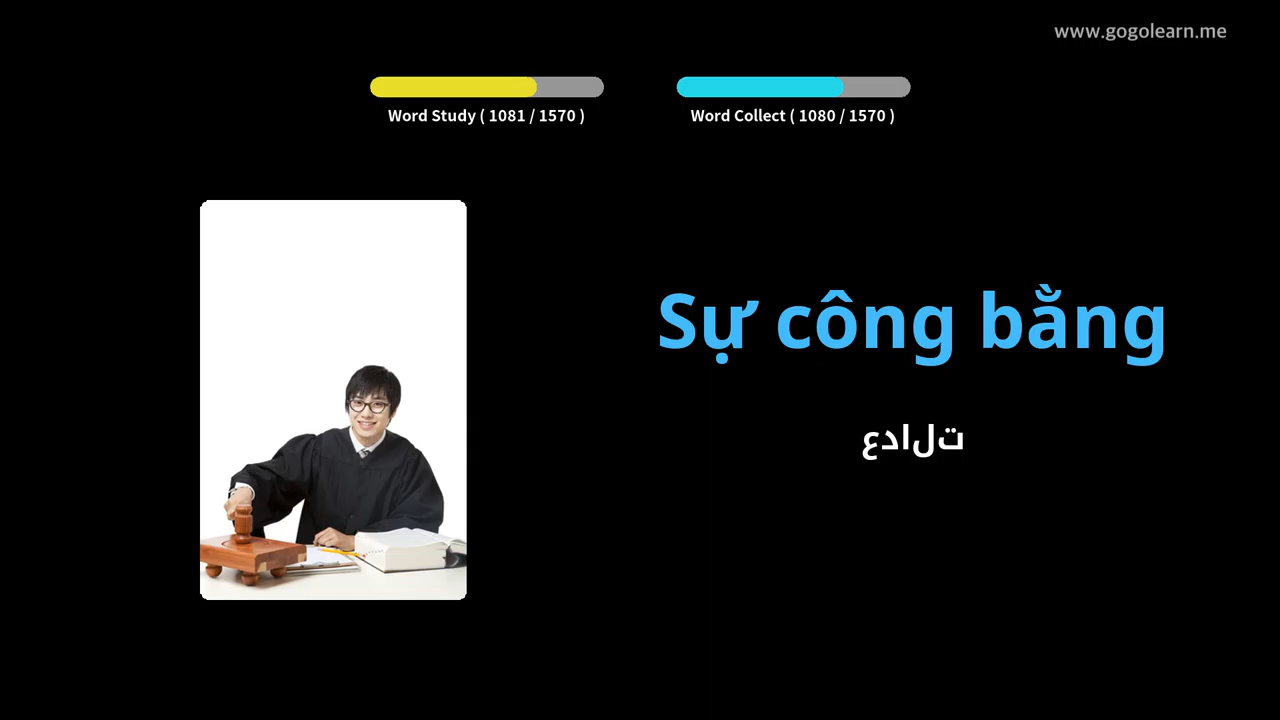 www.gogolearn.me
Word Study ( 1081 / 1570 )
Word Collect ( 1080 / 1570 )
Sự công bằng
عدالت